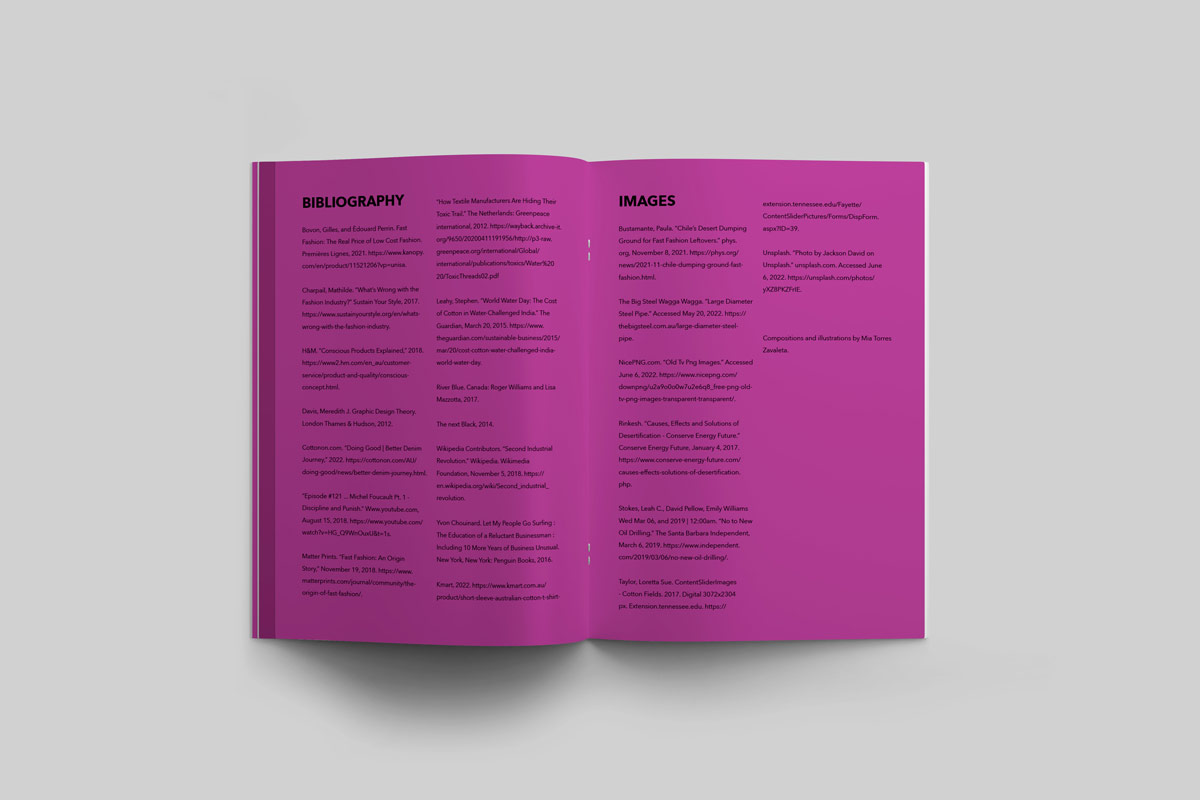 BIBLIOGRAPHY
Bovon, Gilles, and Edouard Perrin. Fast
Fashion: The Real Price of Low Cost Fashion.
Premières Lignes, 2021. https://www.kanopy.
com/en/product/11521206?vp=unisa.
Charpail, Mathilde. "What's Wrong with the
Fashion Industry?" Sustain Your Style, 2017.
https://www.sustainyourstyle.org/en/whats-
wrong-with-the-fashion-industry.
H&M. "Conscious Products Explained," 2018.
https://www2.hm.com/en_au/customer-
service/product-and-quality/conscious-
concept.html.
Davis, Meredith J. Graphic Design Theory.
London Thames & Hudson, 2012.
Cottonon.com. "Doing Good | Better Denim
Journey," 2022. https://cottonon.com/AU/
doing-good/news/better-denim-journey.html.
"Episode #121 ... Michel Foucault Pt. 1 -
Discipline and Punish." Www.youtube.com,
August 15, 2018. https://www.youtube.com/
watch?v=HG_Q9WnOuxU&t=1s.
Matter Prints. "Fast Fashion: An Origin
Story," November 19, 2018. https://www.
matterprints.com/journal/community/the-
origin-of-fast-fashion/.
"How Textile Manufacturers Are Hiding Their
Toxic Trail." The Netherlands: Greenpeace
international, 2012. https://wayback.archive-it.
org/9650/20200411191956/http://p3-raw.
greenpeace.org/international/Global/
international/publications/toxics/Water%20
20/ToxicThreads02.pdf
Leahy, Stephen. "World Water Day: The Cost
of Cotton in Water-Challenged India." The
Guardian, March 20, 2015. https://www.
theguardian.com/sustainable-business/2015/
mar/20/cost-cotton-water-challenged-india-
world-water-day.
River Blue. Canada: Roger Williams and Lisa
Mazzotta, 2017.
The next Black, 2014.
Wikipedia Contributors. "Second Industrial
Revolution." Wikipedia. Wikimedia
Foundation, November 5, 2018. https://
en.wikipedia.org/wiki/Second_industrial_
revolution.
Yvon Chouinard. Let My People Go Surfing :
The Education of a Reluctant Businessman :
Including 10 More Years of Business Unusual.
New York, New York: Penguin Books, 2016.
Kmart, 2022. https://www.kmart.com.au/
product/short-sleeve-australian-cotton-t-shirt-
IMAGES
Bustamante, Paula. "Chile's Desert Dumping
Ground for Fast Fashion Leftovers." phys.
org, November 8, 2021. https://phys.org/
news/2021-11-chile-dumping-ground-fast-
fashion.html.
The Big Steel Wagga Wagga. "Large Diameter
Steel Pipe." Accessed May 20, 2022. https://
thebigsteel.com.au/large-diameter-steel-
pipe.
NicePNG.com. "Old Tv Png Images." Accessed
June 6, 2022. https://www.nicepng.com/
downpng/u2a9o0o0w7u2e6q8_free-png-old-
tv-png-images-transparent-transparent/.
Rinkesh. "Causes, Effects and Solutions of
Desertification - Conserve Energy Future."
Conserve Energy Future, January 4, 2017.
https://www.conserve-energy-future.com/
causes-effects-solutions-of-desertification.
php.
Stokes, Leah C., David Pellow, Emily Williams
Wed Mar 06, and 2019 | 12:00am. "No to New
Oil Drilling." The Santa Barbara Independent,
March 6, 2019. https://www.independent.
com/2019/03/06/no-new-oil-drilling/.
Taylor, Loretta Sue. ContentSliderImages
- Cotton Fields. 2017. Digital 3072x2304
px. Extension.tennessee.edu. https://
extension.tennessee.edu/Fayette/
ContentSliderPictures/Forms/DispForm.
aspx?ID=39.
Unsplash. "Photo by Jackson David on
Unsplash." unsplash.com. Accessed June
6, 2022. https://unsplash.com/photos/
yXZ8PKZFrIE.
Compositions and illustrations by Mia Torres
Zavaleta.